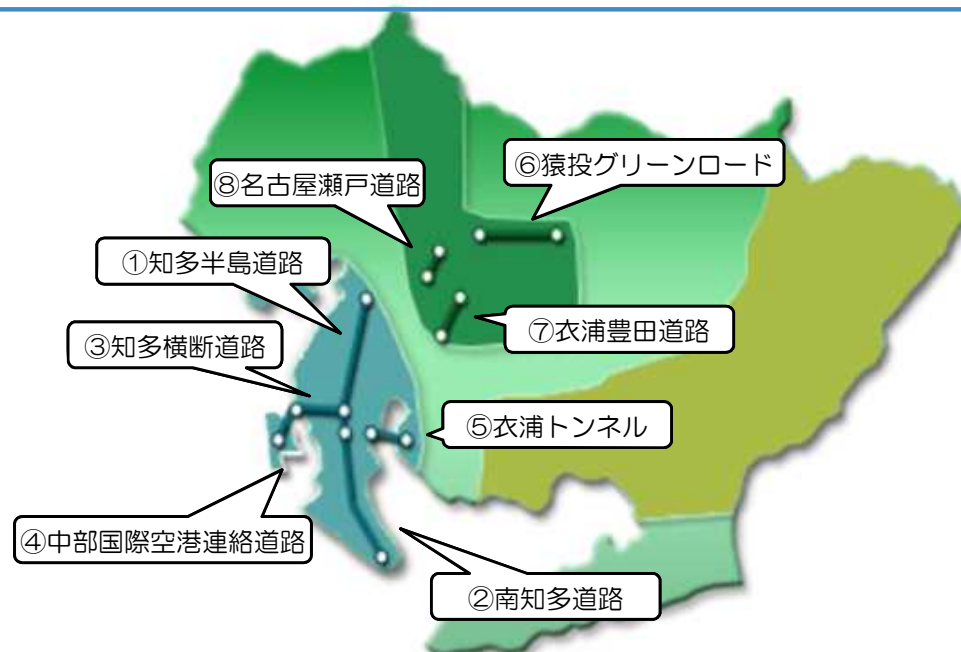 ⑥猿投グリーンロード
⑧名古屋瀬戸道路
①知多半島道路
⑦衣浦豊田道路
③知多横断道路
⑤衣浦トンネル
④中部国際空港連絡道路
②南知多道路